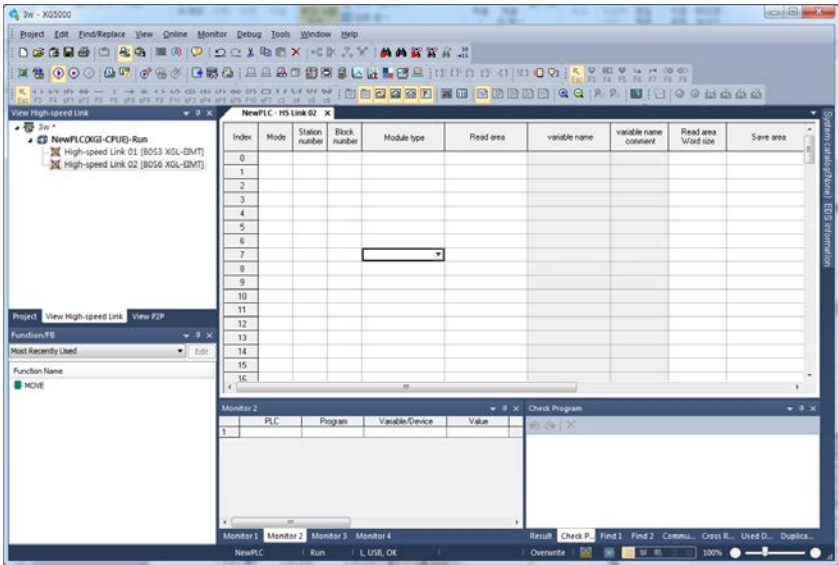 3w - XG5000
Project Edit Find/Replace View Online Monitor Debug Tools Window Help
View High-speed Link
3w *
NewPLC(XGI-CPUE)-Run
High-speed Link 01 [B0S3 XGL-EIMT]
High-speed Link 02 [B0S6 XGL-EIMT]
Project View High-speed Link View P2P
Function/FB
Most Recently Used Edit
Function Name
MOVE
NewPLC - HS Link 02 X
Index Mode Station number Block number Module type Read area variable name variable name comment Read area Word size Save area
0
1
2
3
4
5
6
7
8
9
10
11
12
13
14
15
16
System catalog(None) EDS information
Monitor 2
PLC Program Variable/Device Value
1
Monitor 1 Monitor 2 Monitor 3 Monitor 4
Check Program
Result Check P... Find 1 Find 2 Commu... Cross R... Used D... Duplica...
NewPLC Run L, USB, OK Overwrite 100%